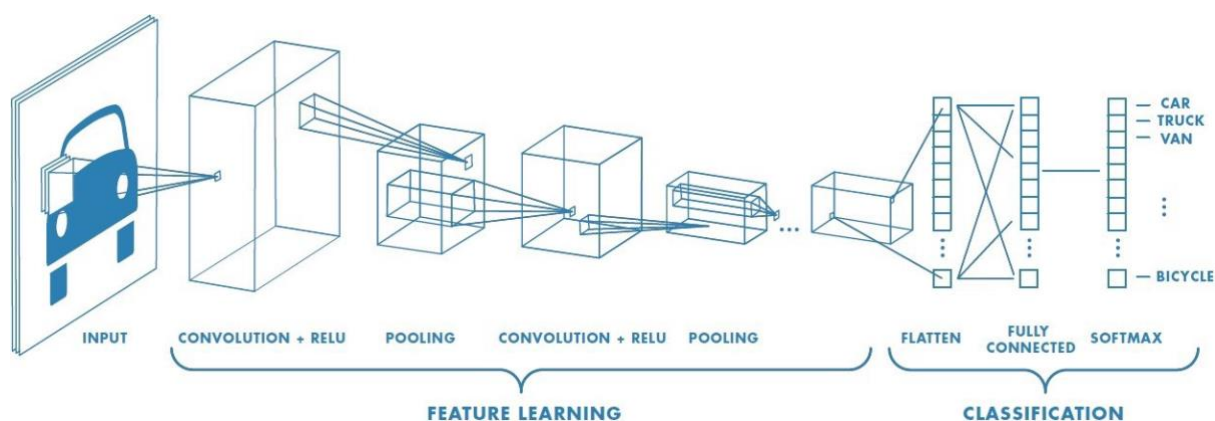 CAR
TRUCK
VAN
BICYCLE
INPUT
CONVOLUTION + RELU
POOLING
CONVOLUTION + RELU
POOLING
FLATTEN
FULLY
CONNECTED
SOFTMAX
FEATURE LEARNING
CLASSIFICATION